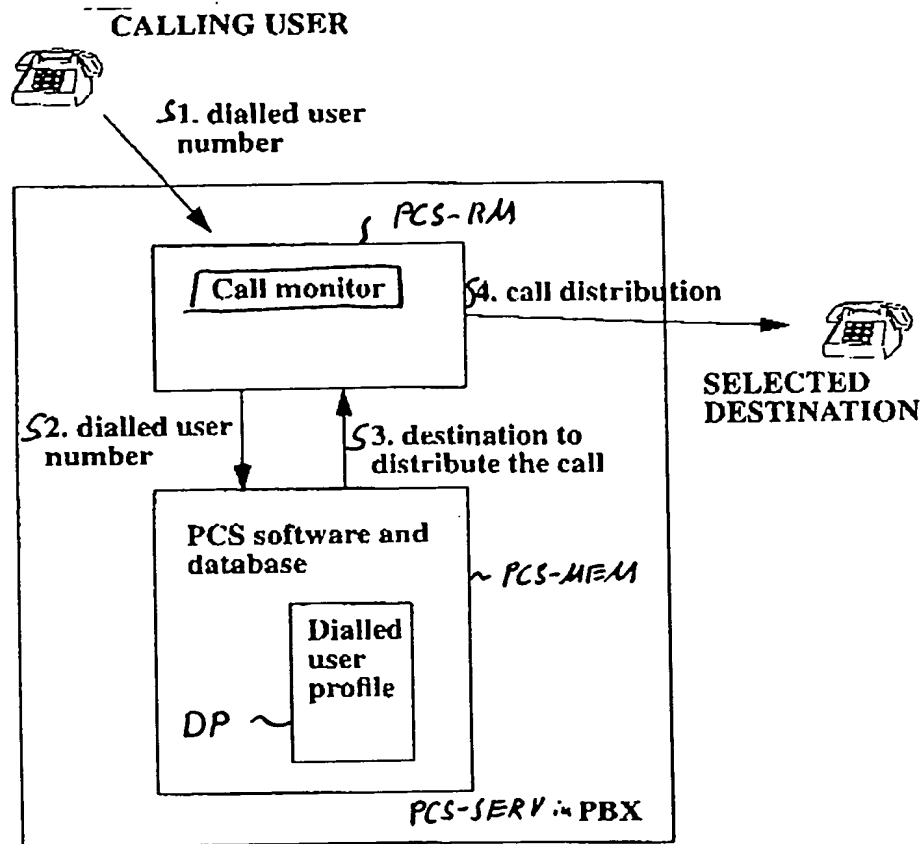 CALLING USER
S1. dialled user
number
PCS-RM
Call monitor
S4. call distribution
SELECTED
DESTINATION
S2. dialled user
number
S3. destination to
distribute the call
PCS software and
database
PCS-MEM
Dialled
user
profile
DP
PCS-SERV in PBX